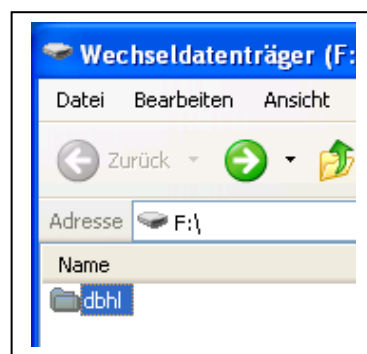 Wechseldatenträger (F:
Datei Bearbeiten Ansicht
Zurück
Adresse F:\
Name
dbhl